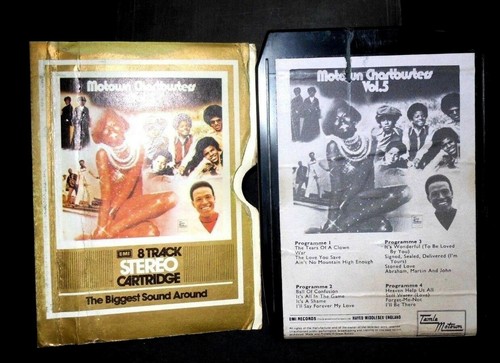 Motown Chartbusters
EMI 8 TRACK
STEREO
CARTRIDGE
The Biggest Sound Around
Motown Chartbusters
Vol.5
Programme 1
The Tears Of A Clown
War
The Love You Save
Ain't No Mountain High Enough
Programme 2
Ball Of Confusion
It's All In The Game
It's A Shame
I'll Say Forever My Love
Programme 3
It's Wonderful (To Be Loved
By You)
Signed, Sealed, Delivered (I'm
Yours)
Stoned Love
Abraham, Martin And John
Programme 4
Heaven Help Us All
Still Water (Love)
Forget-Me-Not
I'll Be There
EMI RECORDS
HAYES MIDDLESEX ENGLAND
Tamla
Motown